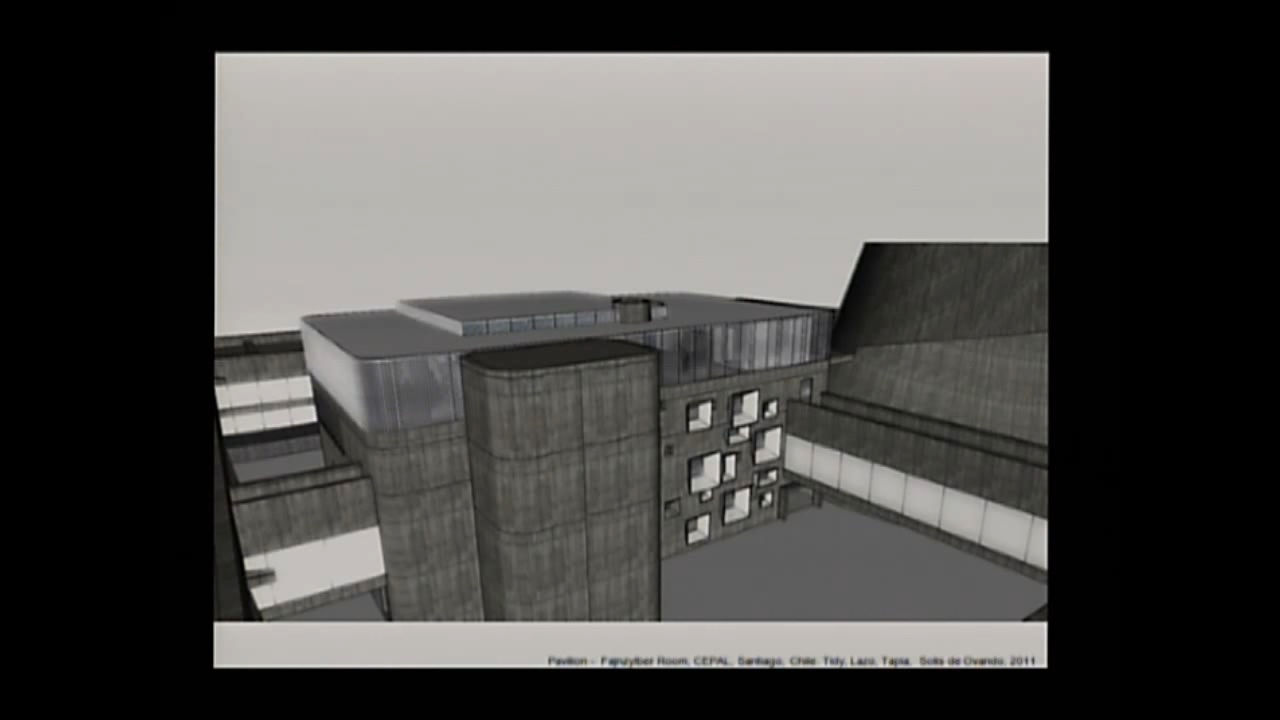 Pavilion - Fajnzylber Room, CEPAL, Santiago, Chile. Tidy, Lazo, Tapia, Solis de Ovando, 2011